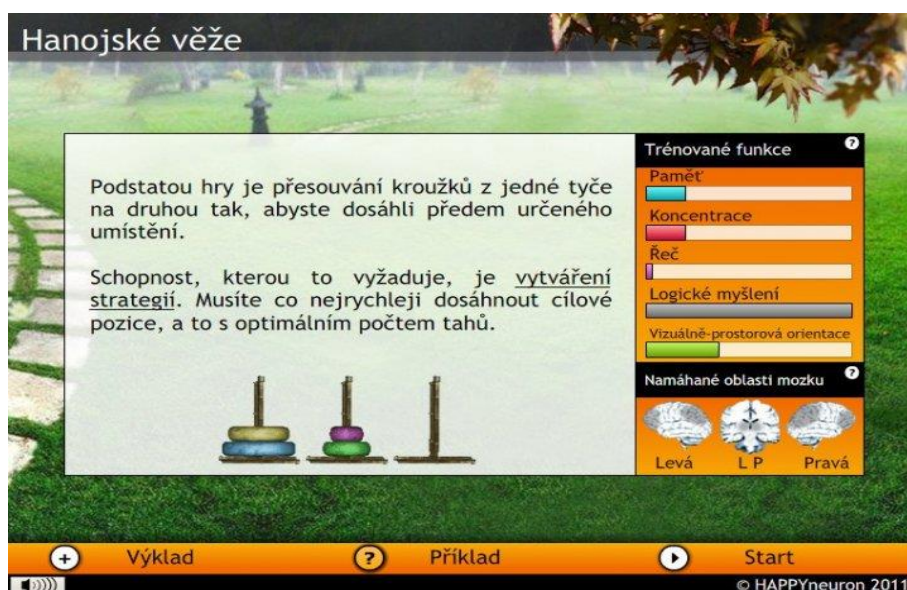 Hanojské věže
Podstatou hry je přesouvání kroužků z jedné tyče
na druhou tak, abyste dosáhli předem určeného
umístění.
Schopnost, kterou to vyžaduje, je vytváření
strategií. Musíte co nejrychleji dosáhnout cílové
pozice, a to s optimálním počtem tahů.
Trénované funkce ?
Paměť
Koncentrace
Řeč
Logické myšlení
Vizuálně-prostorová orientace
Namáhané oblasti mozku ?
Levá L P Pravá
+ Výklad ? Příklad Start
© HAPPYneuron 2011